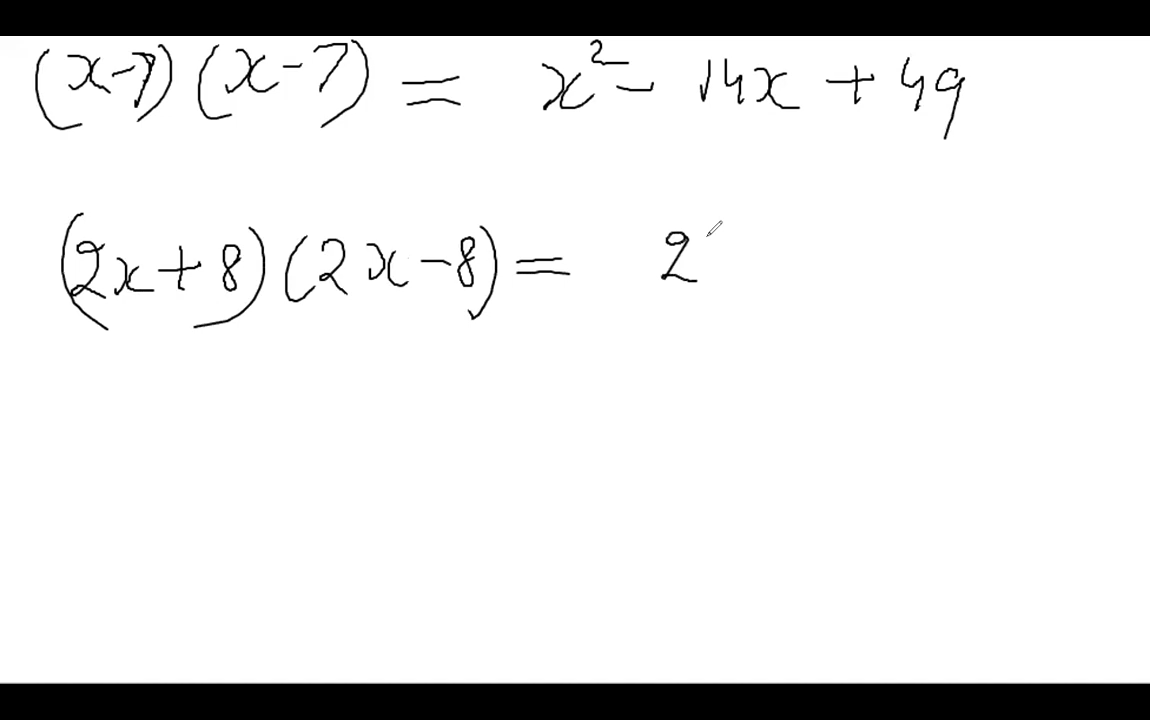 (x-7)(x-7) = x² - 14x + 49
(2x+8)(2x-8) = 2